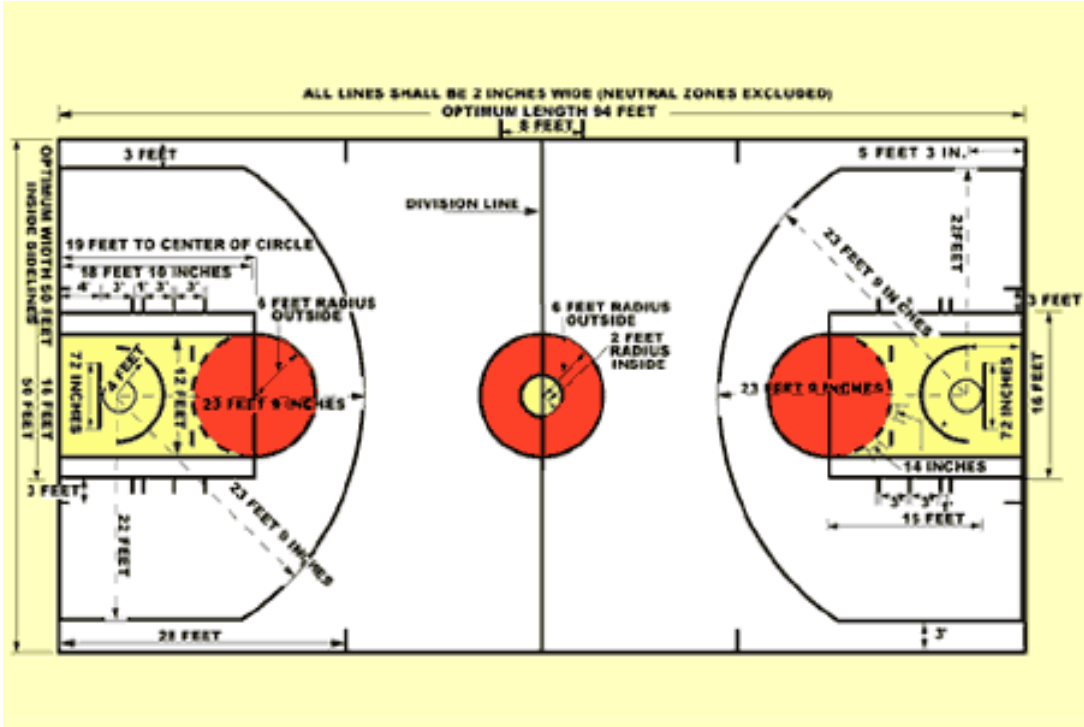 ALL LINES SHALL BE 2 INCHES WIDE (NEUTRAL ZONES EXCLUDED)
OPTIMUM LENGTH 94 FEET
8 FEET
3 FEET
5 FEET 3 IN.
OPTIMUM WIDTH 50 FEET
INSIDE SIDELINES
DIVISION LINE
22FEET
23 FEET 9 INCHES
19 FEET TO CENTER OF CIRCLE
18 FEET 10 INCHES
4' 3' 1' 3' 3'
6 FEET RADIUS
OUTSIDE
6 FEET RADIUS
OUTSIDE
2 FEET
RADIUS
INSIDE
3 FEET
72 INCHES
4 FEET
12 FEET
23 FEET 9 INCHES
16 FEET
50 FEET
23 FEET 9 INCHES
72 INCHES
16 FEET
14 INCHES
3 FEET
23 FEET 9 INCHES
3' 3' 1'
15 FEET
22 FEET
28 FEET
3'